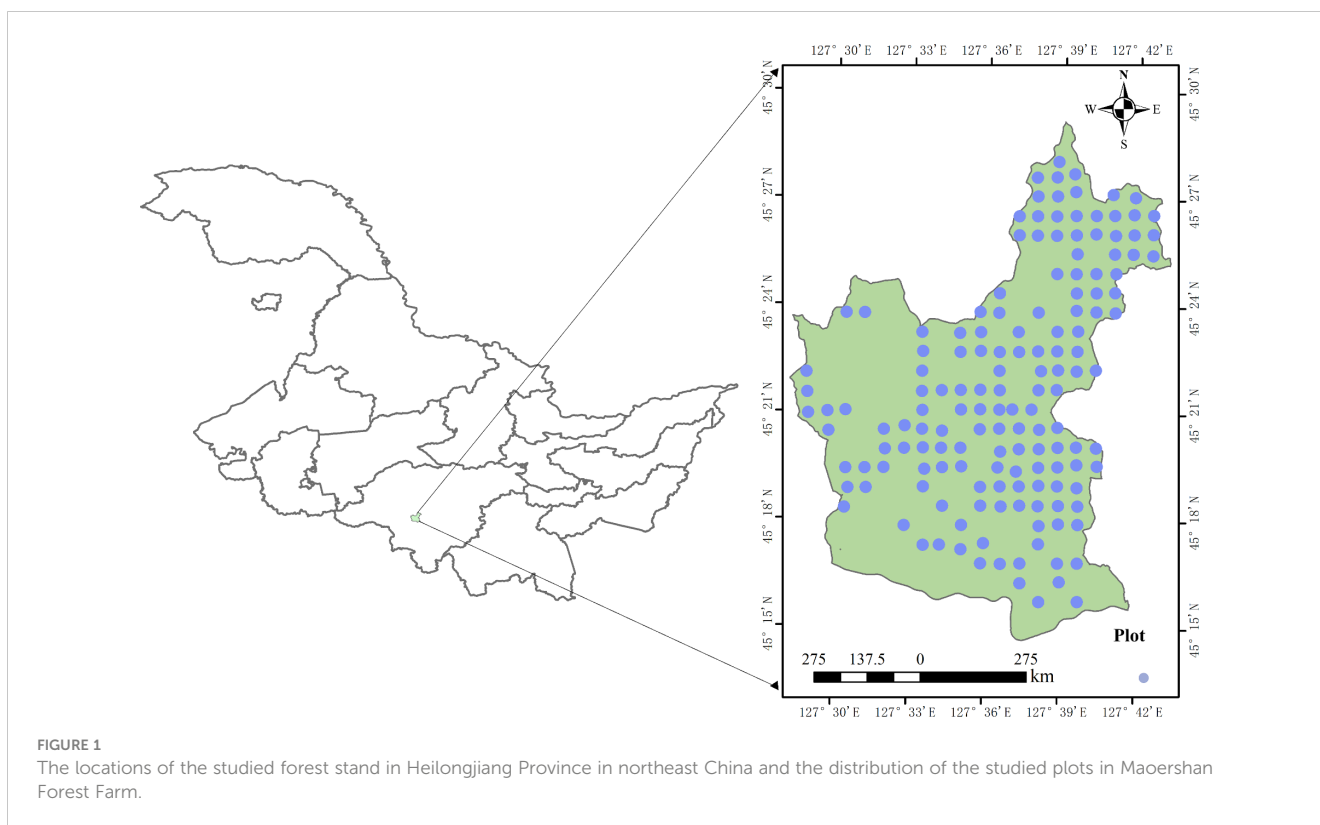 127° 30' E 127° 33' E 127° 36' E 127° 39' E 127° 42' E
45° 30' N
45° 30' N
N
W E
S
45° 27' N
45° 27' N
45° 24' N
45° 24' N
45° 21' N
45° 21' N
45° 18' N
45° 18' N
45° 15' N
45° 15' N
Plot
275 137.5 0 275
km
127° 30' E 127° 33' E 127° 36' E 127° 39' E 127° 42' E
FIGURE 1
The locations of the studied forest stand in Heilongjiang Province in northeast China and the distribution of the studied plots in Maoershan
Forest Farm.